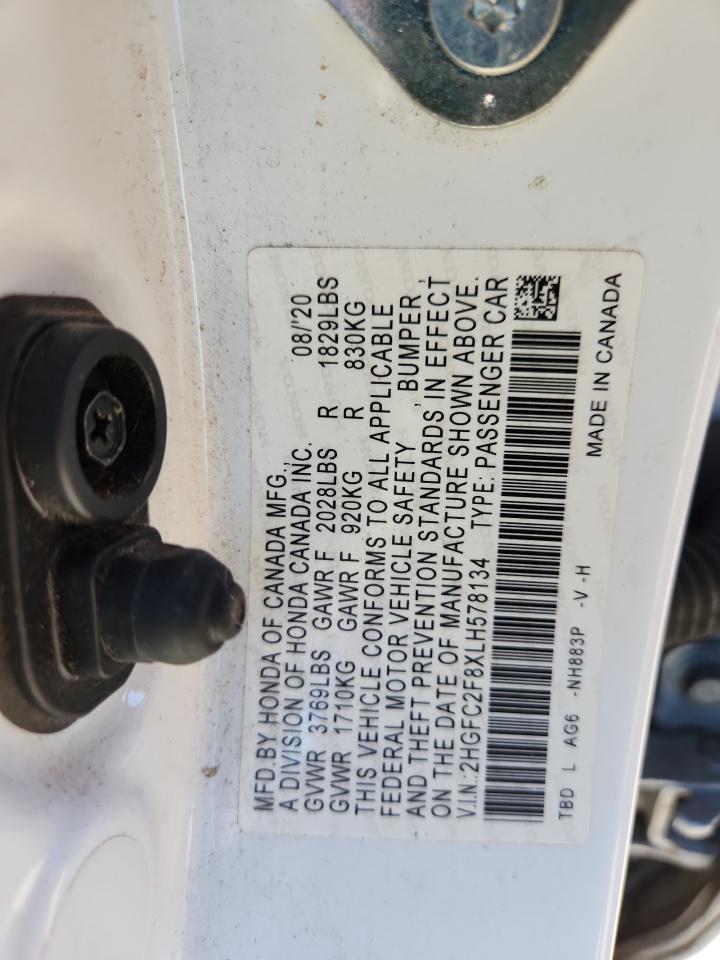 MFD.BY HONDA OF CANADA MFG., 08/'20
A DIVISION OF HONDA CANADA INC.
GVWR 3769LBS GAWR F 2028LBS R 1829LBS
GVWR 1710KG GAWR F 920KG R 830KG
THIS VEHICLE CONFORMS TO ALL APPLICABLE
FEDERAL MOTOR VEHICLE SAFETY , BUMPER ,
AND THEFT PREVENTION STANDARDS IN EFFECT
ON THE DATE OF MANUFACTURE SHOWN ABOVE.
V.I.N.:2HGFC2F8XLH578134 TYPE: PASSENGER CAR
TBD L AG6 -NH883P -V -H
MADE IN CANADA